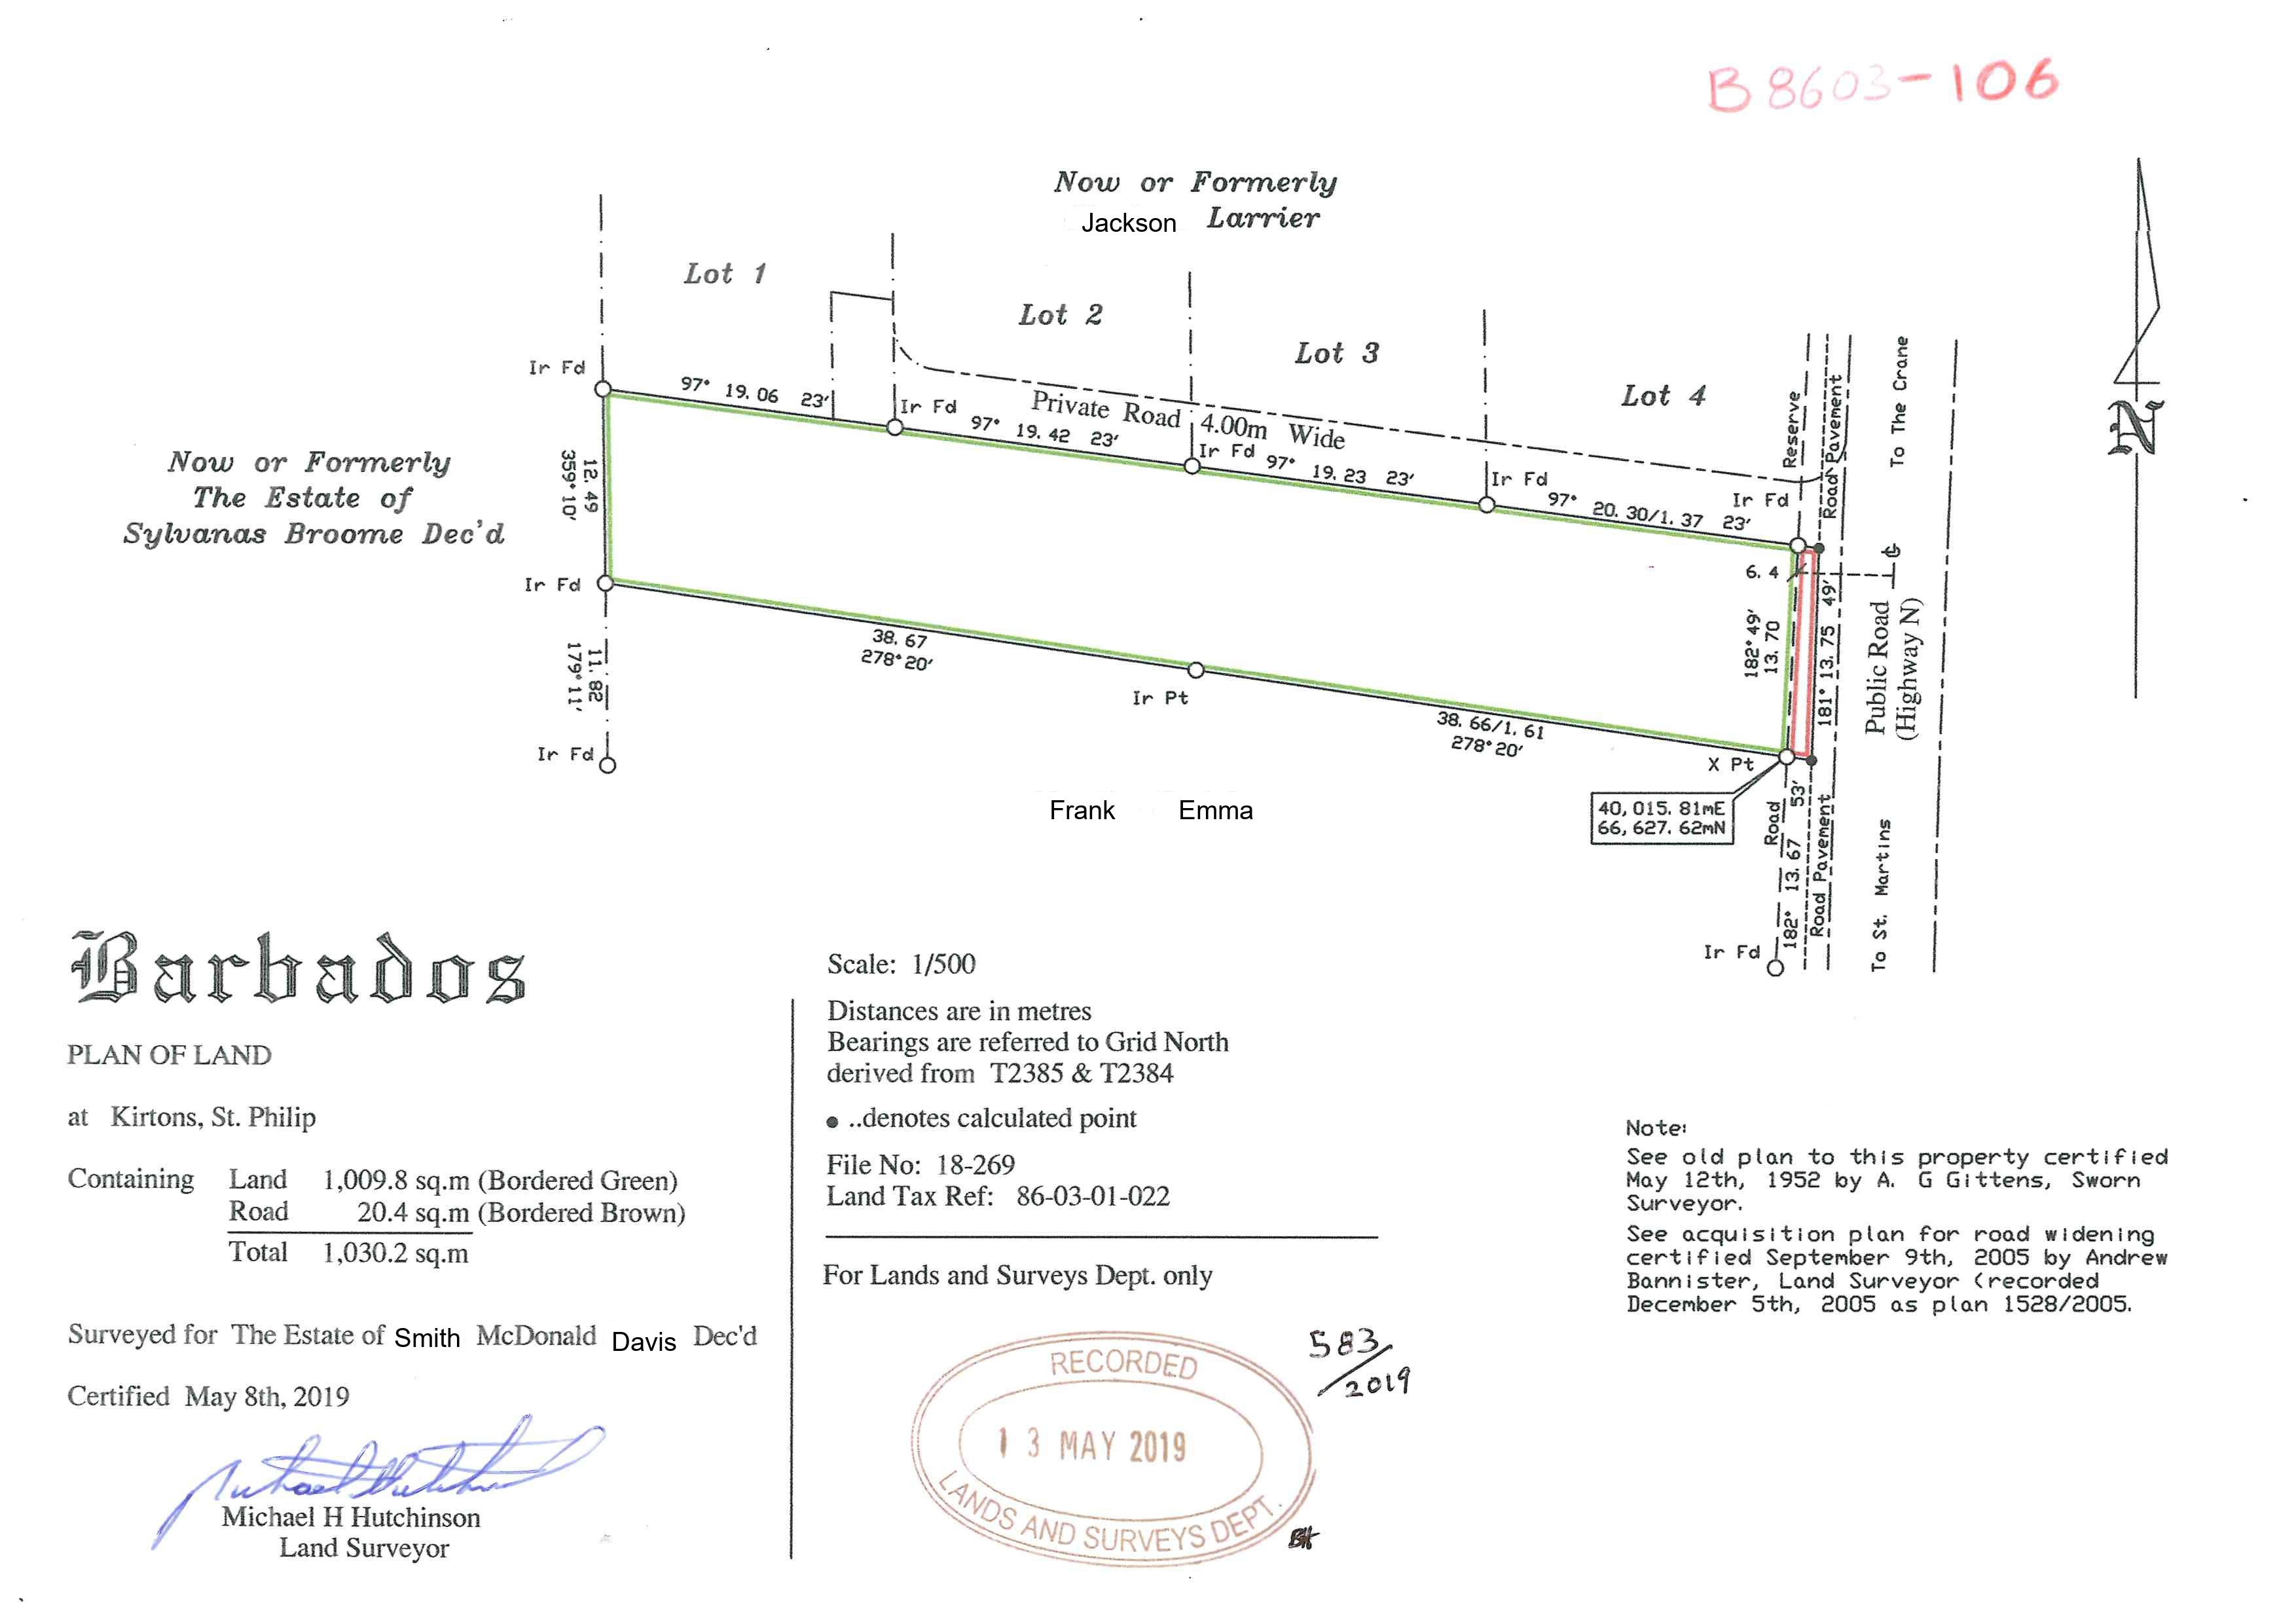 B 8603-106
Now or Formerly
Jackson Larrier
Lot 1
Lot 2
Lot 3
Lot 4
Ir Fd
97° 19.06 23'
Ir Fd
Private Road 4.00m Wide
97° 19.42 23'
Ir Fd
97° 19.23 23'
Ir Fd
97° 20.30/1.37 23'
Ir Fd
Reserve
Road Pavement
To The Crane
Now or Formerly
The Estate of
Sylvanas Broome Dec'd
12.49
359°10'
Ir Fd
11.82
179°11'
Ir Fd
38.67
278°20'
Ir Pt
38.66/1.61
278°20'
6.4
182°49'
13.70
181° 13.75 49'
℄
Public Road
(Highway N)
N
X Pt
40,015.81mE
66,627.62mN
Road
182° 13.67 53'
Road Pavement
To St. Martins
Ir Fd
Frank Emma
Barbados
PLAN OF LAND
at Kirtons, St. Philip
Containing Land 1,009.8 sq.m (Bordered Green)
Road 20.4 sq.m (Bordered Brown)
Total 1,030.2 sq.m
Surveyed for The Estate of Smith McDonald Davis Dec'd
Certified May 8th, 2019
Michael H Hutchinson
Land Surveyor
Scale: 1/500
Distances are in metres
Bearings are referred to Grid North
derived from T2385 & T2384
● ..denotes calculated point
File No: 18-269
Land Tax Ref: 86-03-01-022
For Lands and Surveys Dept. only
RECORDED
13 MAY 2019
LANDS AND SURVEYS DEPT.
583/2019
BH
Note:
See old plan to this property certified
May 12th, 1952 by A. G Gittens, Sworn
Surveyor.
See acquisition plan for road widening
certified September 9th, 2005 by Andrew
Bannister, Land Surveyor (recorded
December 5th, 2005 as plan 1528/2005.